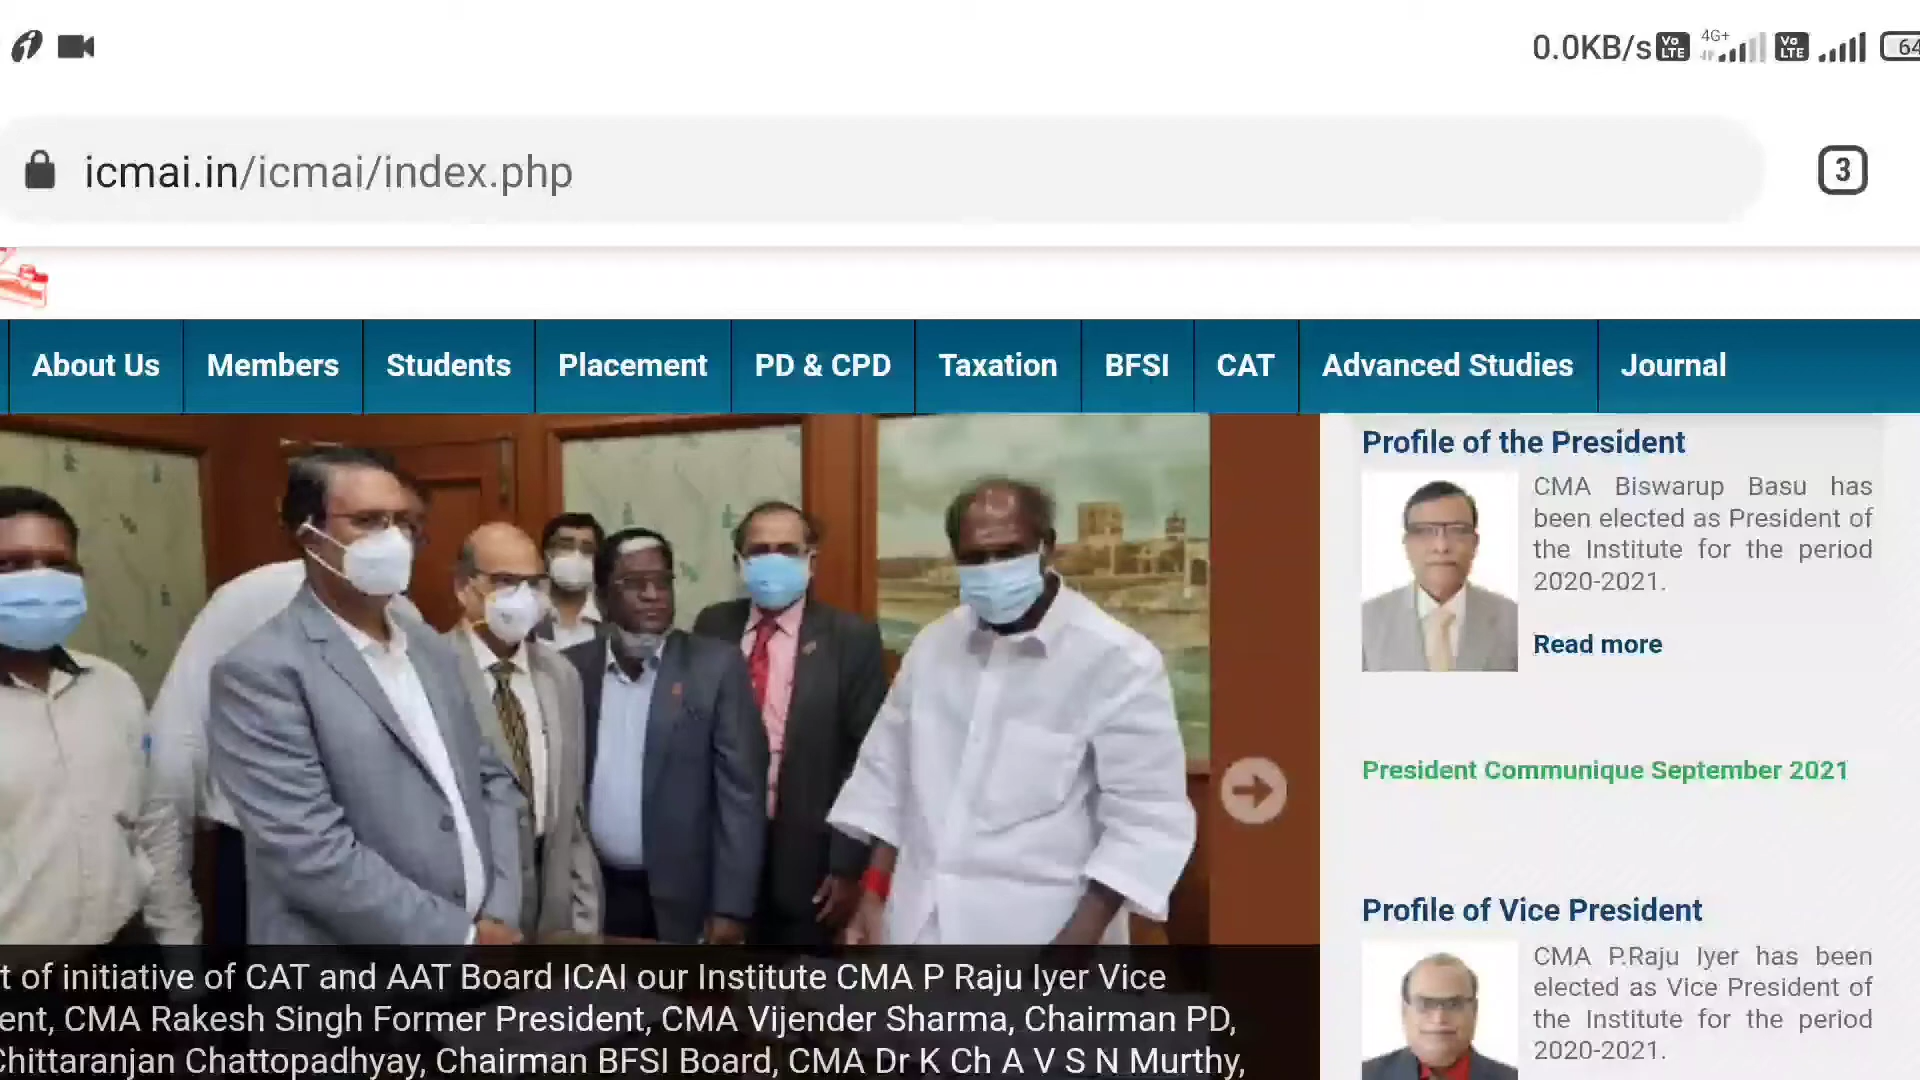 0.0KB/s Vo LTE 4G+ Vo LTE 64
icmai.in/icmai/index.php
3
About Us Members Students Placement PD & CPD Taxation BFSI CAT Advanced Studies Journal
Profile of the President
CMA Biswarup Basu has
been elected as President of
the Institute for the period
2020-2021.
Read more
President Communique September 2021
Profile of Vice President
CMA P.Raju Iyer has been
elected as Vice President of
the Institute for the period
2020-2021.
t of initiative of CAT and AAT Board ICAI our Institute CMA P Raju Iyer Vice
ent, CMA Rakesh Singh Former President, CMA Vijender Sharma, Chairman PD,
Chittaranjan Chattopadhyay, Chairman BFSI Board, CMA Dr K Ch A V S N Murthy,